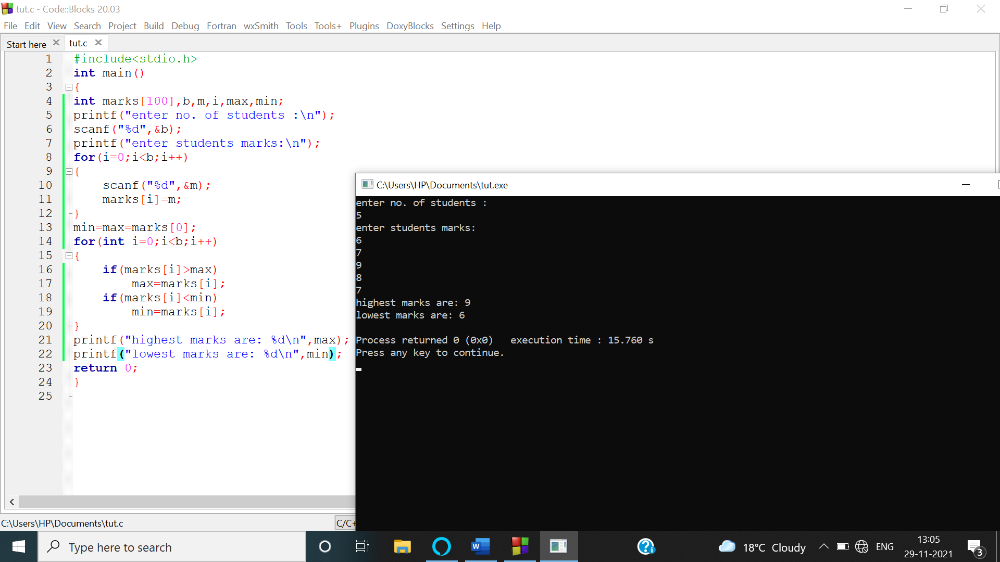 tut.c - Code::Blocks 20.03
File Edit View Search Project Build Debug Fortran wxSmith Tools Tools+ Plugins DoxyBlocks Settings Help
Start here tut.c
1 #include<stdio.h>
2 int main()
3 {
4 int marks[100],b,m,i,max,min;
5 printf("enter no. of students :\n");
6 scanf("%d",&b);
7 printf("enter students marks:\n");
8 for(i=0;i<b;i++)
9 {
10 scanf("%d",&m);
11 marks[i]=m;
12 }
13 min=max=marks[0];
14 for(int i=0;i<b;i++)
15 {
16 if(marks[i]>max)
17 max=marks[i];
18 if(marks[i]<min)
19 min=marks[i];
20 }
21 printf("highest marks are: %d\n",max);
22 printf("lowest marks are: %d\n",min);
23 return 0;
24 }
25
C:\Users\HP\Documents\tut.exe
enter no. of students :
5
enter students marks:
6
7
9
8
7
highest marks are: 9
lowest marks are: 6
Process returned 0 (0x0) execution time : 15.760 s
Press any key to continue.
C:\Users\HP\Documents\tut.c C/C+
Type here to search
W
18°C Cloudy
ENG
13:05
29-11-2021
3